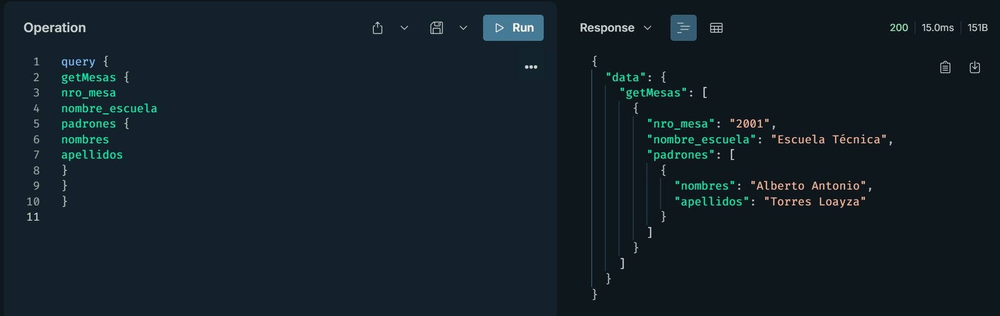 Operation
Run
1 query {
2 getMesas {
3 nro_mesa
4 nombre_escuela
5 padrones {
6 nombres
7 apellidos
8 }
9 }
10 }
11
Response
200 15.0ms 151B
{
"data": {
"getMesas": [
{
"nro_mesa": "2001",
"nombre_escuela": "Escuela Técnica",
"padrones": [
{
"nombres": "Alberto Antonio",
"apellidos": "Torres Loayza"
}
]
}
]
}
}